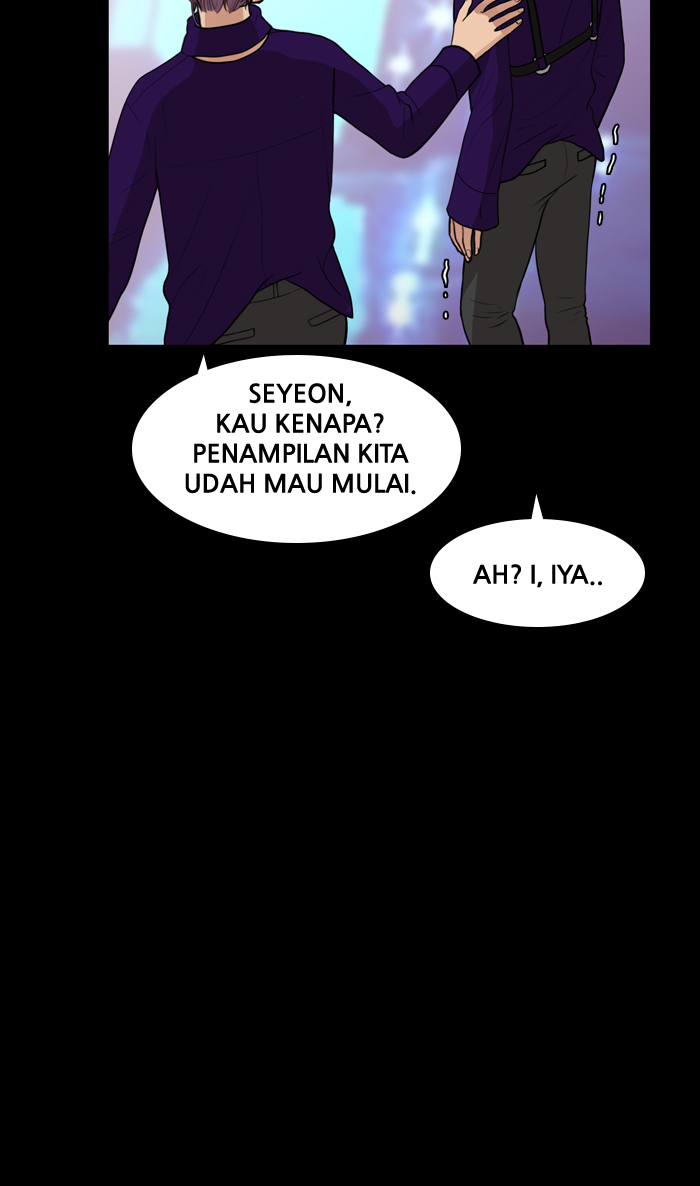 SEYEON,
KAU KENAPA?
PENAMPILAN KITA
UDAH MAU MULAI.
AH? I, IYA..